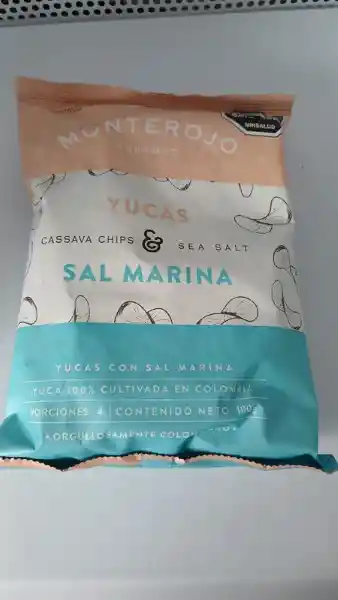 MINSALUD
MONTEROJO
YUCAS
CASSAVA CHIPS & SEA SALT
SAL MARINA
YUCAS CON SAL MARINA
YUCA 100% CULTIVADA EN COLOMBIA
PORCIONES 4 | CONTENIDO NETO 100g